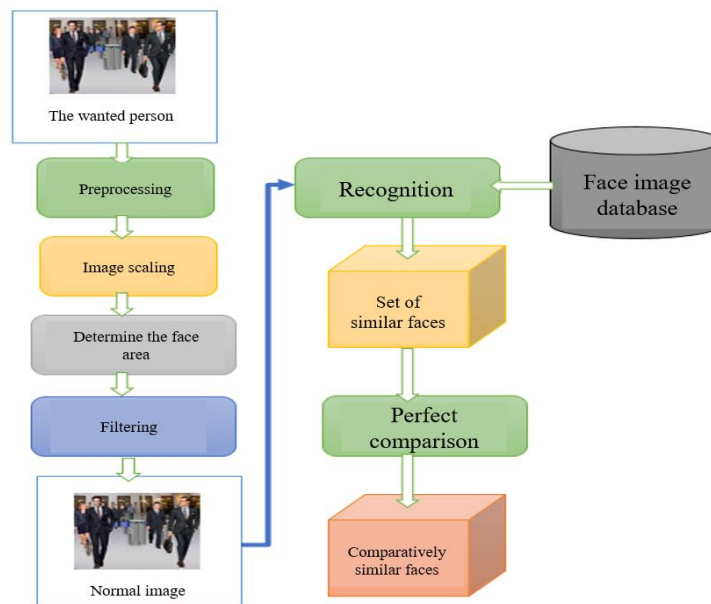 The wanted person
Preprocessing
Image scaling
Determine the face
area
Filtering
Normal image
Recognition
Face image
database
Set of
similar faces
Perfect
comparison
Comparatively
similar faces